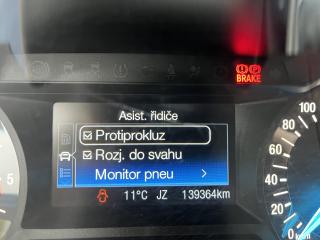 BRAKE
Asist. řidiče
Protiprokluz
Rozj. do svahu
Monitor pneu
11°C JZ 139364km
5
100
80
60
40
20
0
km/h